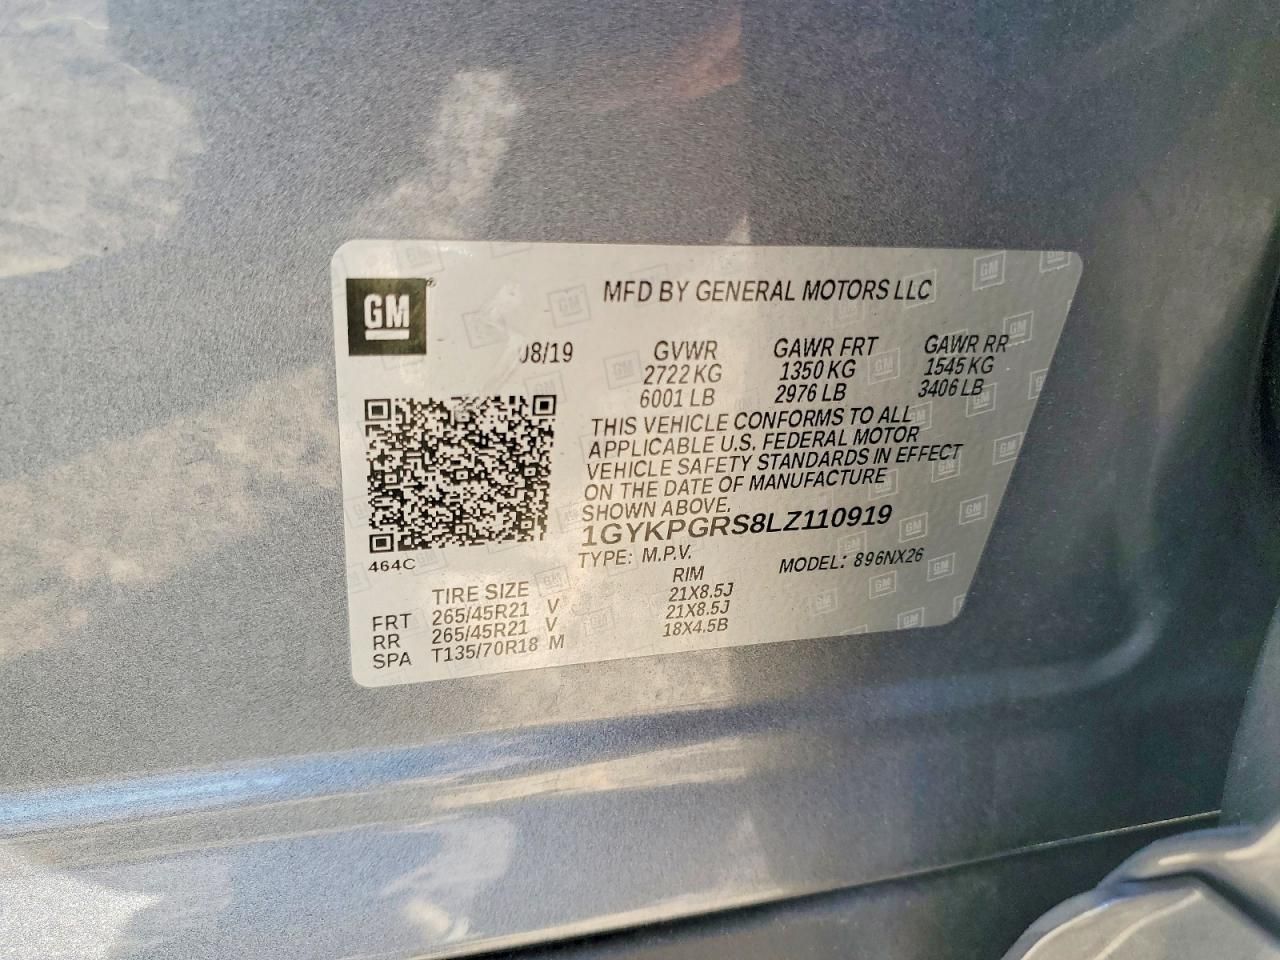 GM
MFD BY GENERAL MOTORS LLC
08/19
GVWR GAWR FRT GAWR RR
2722 KG 1350 KG 1545 KG
6001 LB 2976 LB 3406 LB
THIS VEHICLE CONFORMS TO ALL
APPLICABLE U.S. FEDERAL MOTOR
VEHICLE SAFETY STANDARDS IN EFFECT
ON THE DATE OF MANUFACTURE
SHOWN ABOVE.
1GYKPGRS8LZ110919
TYPE: M.P.V. MODEL: 896NX26
464C
TIRE SIZE RIM
FRT 265/45R21 V 21X8.5J
RR 265/45R21 V 21X8.5J
SPA T135/70R18 M 18X4.5B